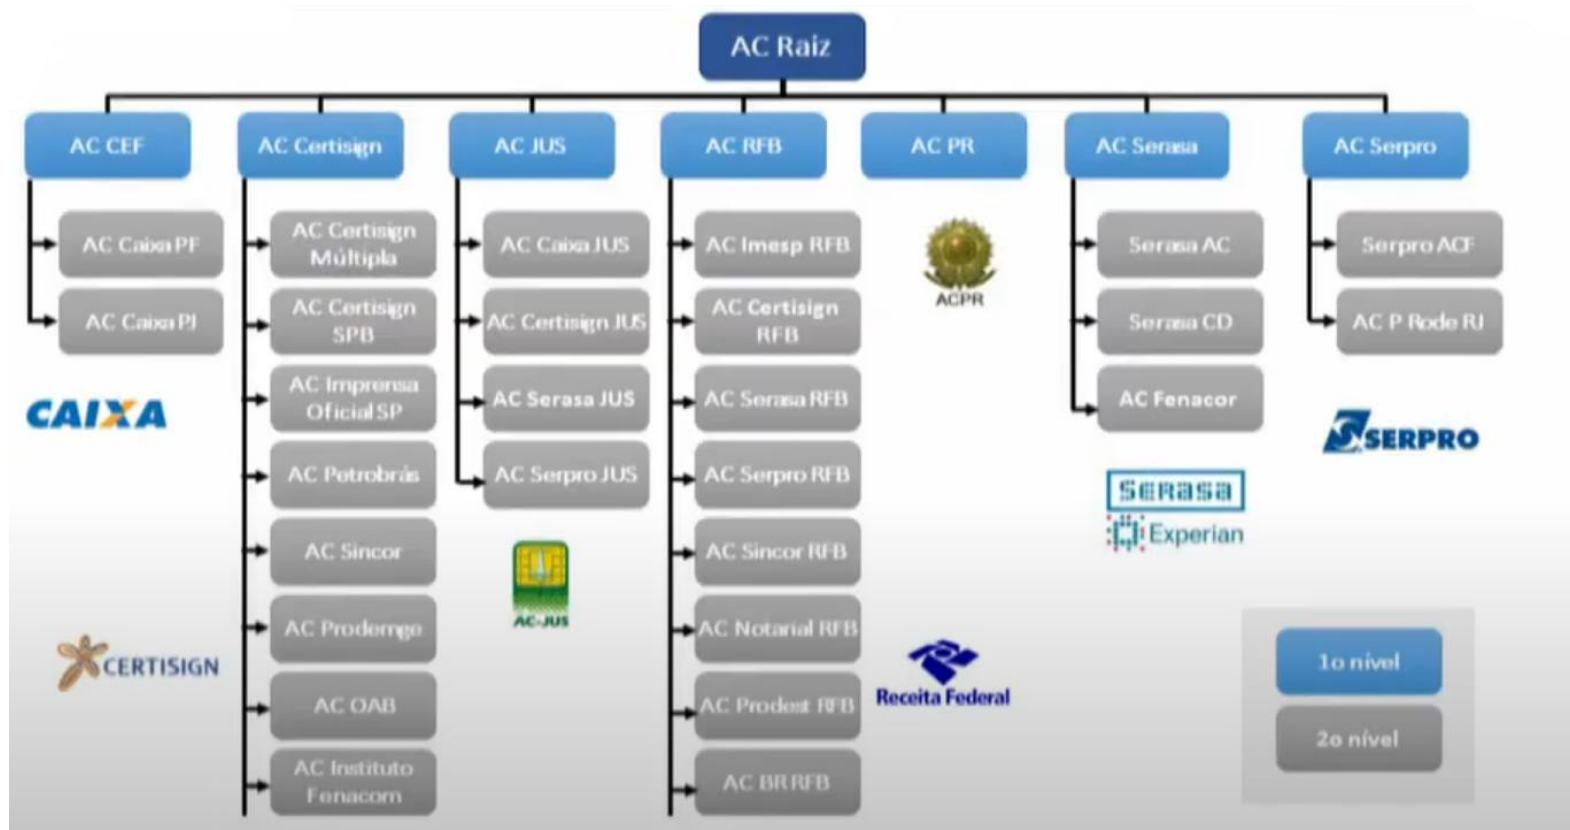 AC Raiz
AC CEF
AC Certisign
AC JUS
AC RFB
AC PR
AC Serasa
AC Serpro
AC Caixa PF
AC Caixa PJ
CAIXA
CERTISIGN
AC Certisign
Múltipla
AC Certisign
SPB
AC Imprensa
Oficial SP
AC Petrobrás
AC Sincor
AC Prodemge
AC OAB
AC Instituto
Fenacom
AC Caixa JUS
AC Certisign JUS
AC Serasa JUS
AC Serpro JUS
AC-JUS
AC Imesp RFB
AC Certisign
RFB
AC Serasa RFB
AC Serpro RFB
AC Sincor RFB
AC Notarial RFB
AC Prodest RFB
AC BR RFB
ACPR
Receita Federal
Serasa AC
Serasa CD
AC Fenacor
serasa
Experian
Serpro ACF
AC P Rode RJ
SERPRO
1o nível
2o nível